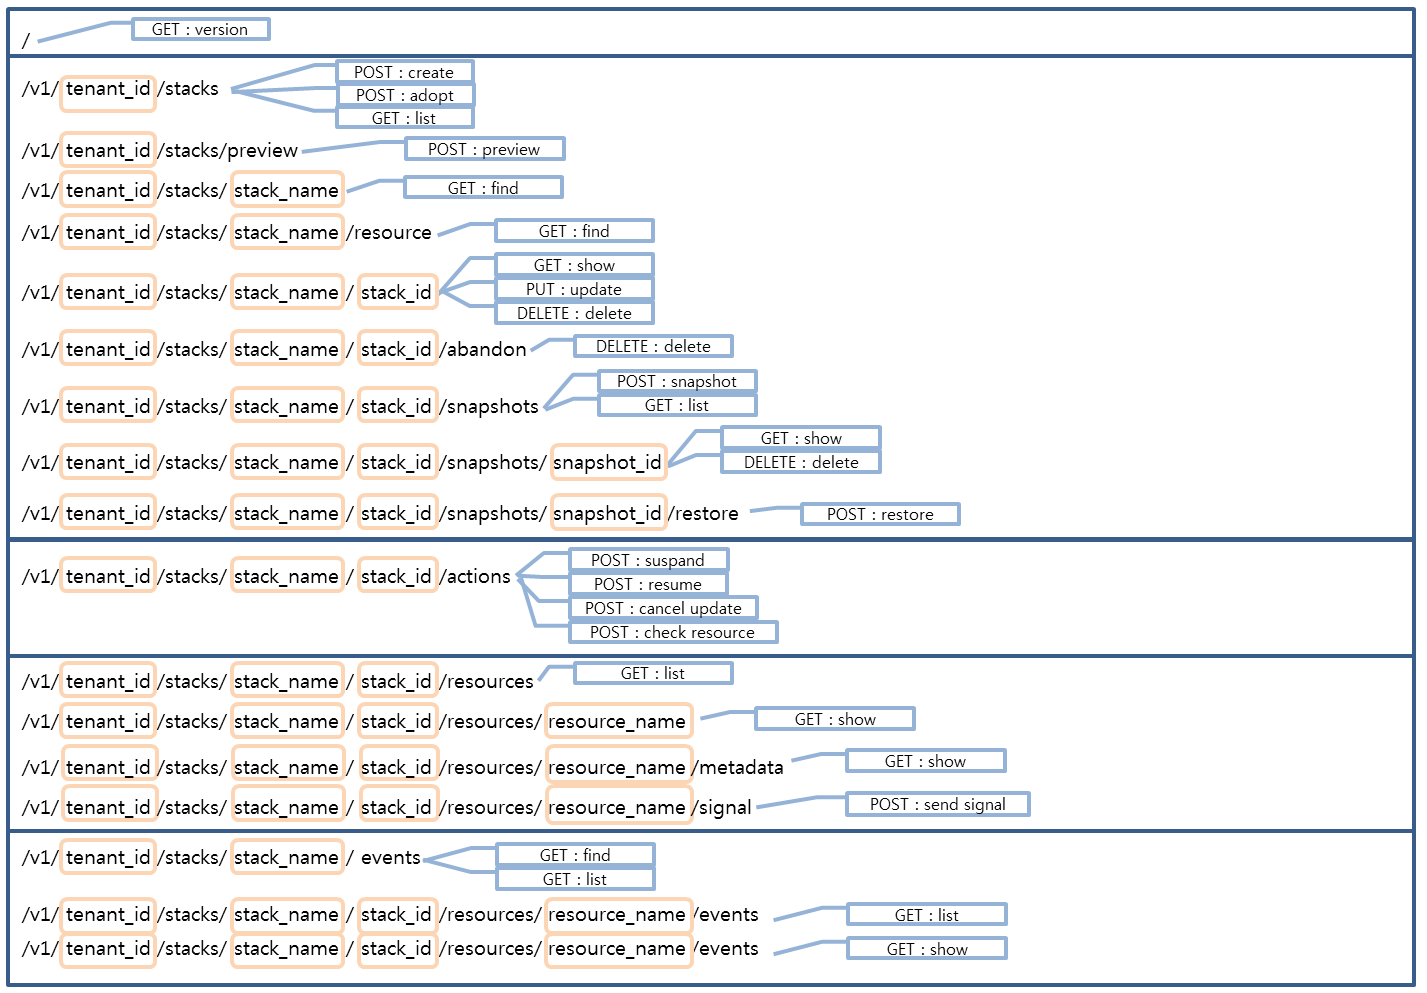 / GET : version
/v1/ tenant_id /stacks
POST : create
POST : adopt
GET : list
/v1/ tenant_id /stacks/preview POST : preview
/v1/ tenant_id /stacks/ stack_name GET : find
/v1/ tenant_id /stacks/ stack_name /resource GET : find
/v1/ tenant_id /stacks/ stack_name / stack_id
GET : show
PUT : update
DELETE : delete
/v1/ tenant_id /stacks/ stack_name / stack_id /abandon DELETE : delete
/v1/ tenant_id /stacks/ stack_name / stack_id /snapshots
POST : snapshot
GET : list
/v1/ tenant_id /stacks/ stack_name / stack_id /snapshots/ snapshot_id
GET : show
DELETE : delete
/v1/ tenant_id /stacks/ stack_name / stack_id /snapshots/ snapshot_id /restore POST : restore
/v1/ tenant_id /stacks/ stack_name / stack_id /actions
POST : suspand
POST : resume
POST : cancel update
POST : check resource
/v1/ tenant_id /stacks/ stack_name / stack_id /resources GET : list
/v1/ tenant_id /stacks/ stack_name / stack_id /resources/ resource_name GET : show
/v1/ tenant_id /stacks/ stack_name / stack_id /resources/ resource_name /metadata GET : show
/v1/ tenant_id /stacks/ stack_name / stack_id /resources/ resource_name /signal POST : send signal
/v1/ tenant_id /stacks/ stack_name / events
GET : find
GET : list
/v1/ tenant_id /stacks/ stack_name / stack_id /resources/ resource_name /events GET : list
/v1/ tenant_id /stacks/ stack_name / stack_id /resources/ resource_name /events GET : show